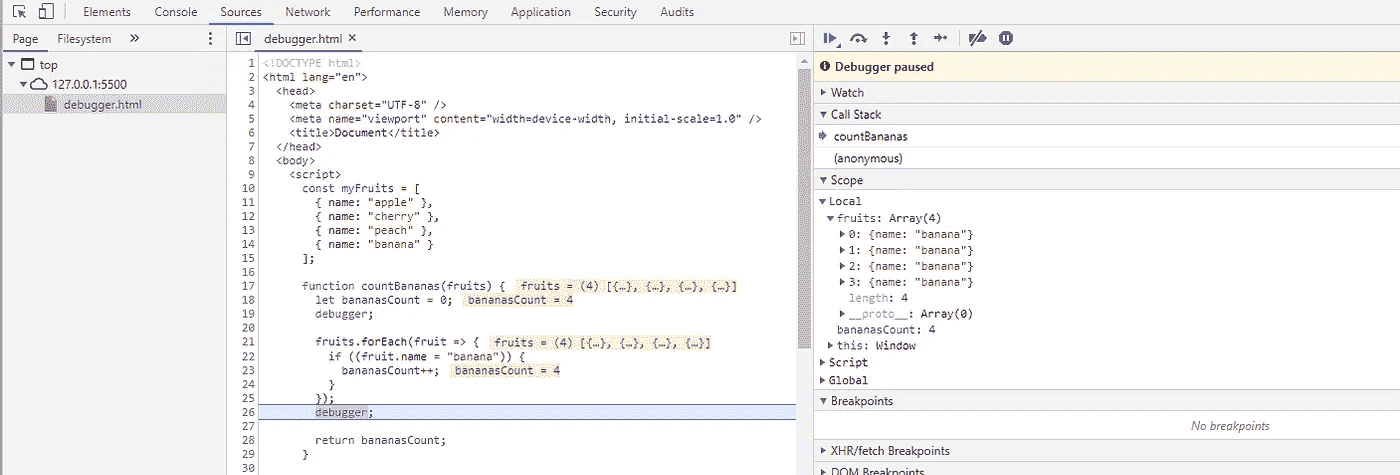 Elements Console Sources Network Performance Memory Application Security Audits
Page Filesystem »
debugger.html ×
top
127.0.0.1:5500
debugger.html
1 <!DOCTYPE html>
2 <html lang="en">
3 <head>
4 <meta charset="UTF-8" />
5 <meta name="viewport" content="width=device-width, initial-scale=1.0" />
6 <title>Document</title>
7 </head>
8 <body>
9 <script>
10 const myFruits = [
11 { name: "apple" },
12 { name: "cherry" },
13 { name: "peach" },
14 { name: "banana" }
15 ];
16
17 function countBananas(fruits) { fruits = (4) [{…}, {…}, {…}, {…}]
18 let bananasCount = 0; bananasCount = 4
19 debugger;
20
21 fruits.forEach(fruit => { fruits = (4) [{…}, {…}, {…}, {…}]
22 if ((fruit.name = "banana")) {
23 bananasCount++; bananasCount = 4
24 }
25 });
26 debugger;
27
28 return bananasCount;
29 }
30
Debugger paused
Watch
Call Stack
countBananas
(anonymous)
Scope
Local
fruits: Array(4)
0: {name: "banana"}
1: {name: "banana"}
2: {name: "banana"}
3: {name: "banana"}
length: 4
__proto__: Array(0)
bananasCount: 4
this: Window
Script
Global
Breakpoints
No breakpoints
XHR/fetch Breakpoints
DOM Breakpoints